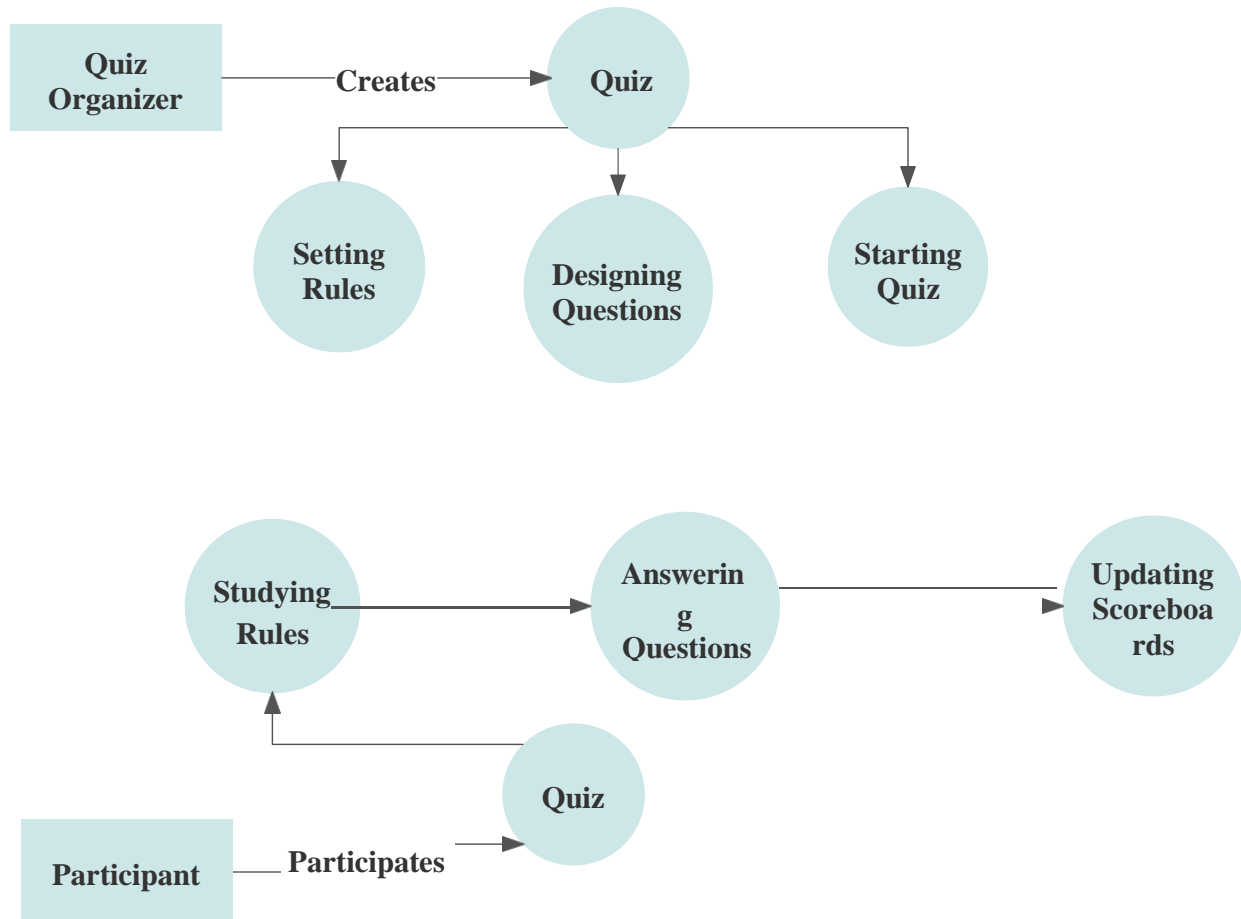 Quiz
Organizer
Creates
Quiz
Setting
Rules
Designing
Questions
Starting
Quiz
Studying
Rules
Answerin
g
Questions
Updating
Scoreboa
rds
Quiz
Participant
Participates